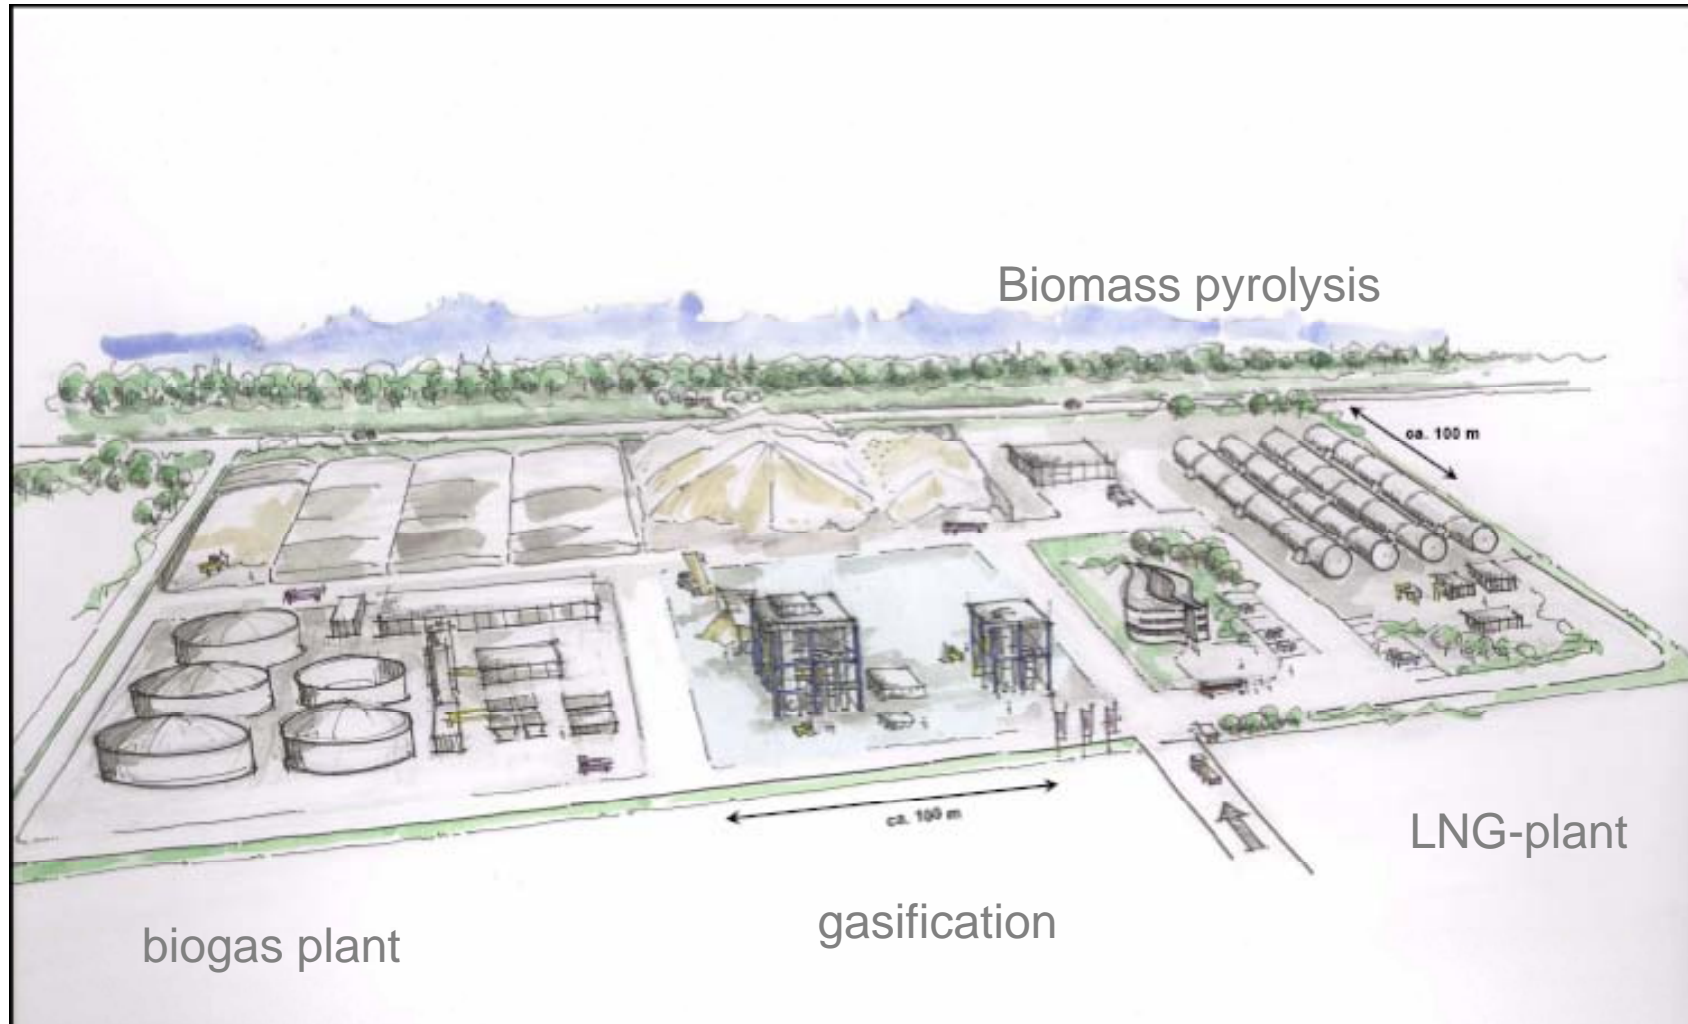 Biomass pyrolysis
ca. 100 m
ca. 100 m
LNG-plant
gasification
biogas plant